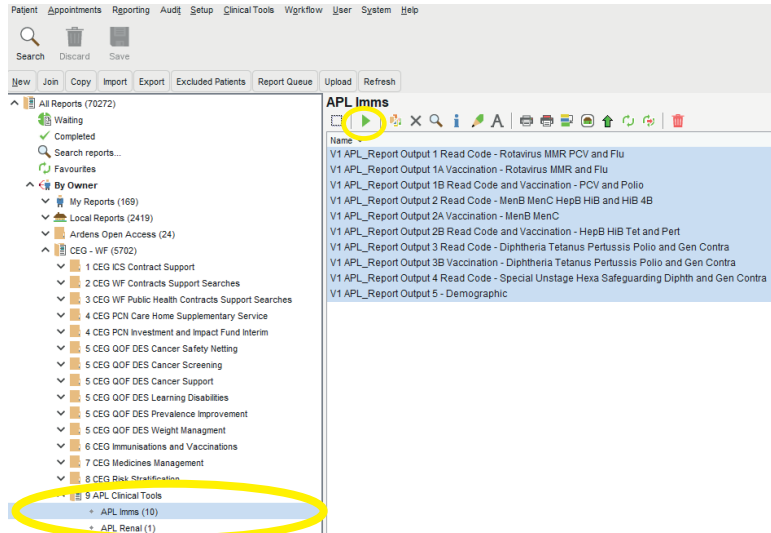 Patient Appointments Reporting Audit Setup Clinical Tools Workflow User System Help
Search Discard Save
New Join Copy Import Export Excluded Patients Report Queue Upload Refresh
All Reports (70272)
Waiting
Completed
Search reports...
Favourites
By Owner
My Reports (169)
Local Reports (2419)
Ardens Open Access (24)
CEG - WF (5702)
1 CEG ICS Contract Support
2 CEG WF Contracts Support Searches
3 CEG WF Public Health Contracts Support Searches
4 CEG PCN Care Home Supplementary Service
4 CEG PCN Investment and Impact Fund Interim
5 CEG QOF DES Cancer Safety Netting
5 CEG QOF DES Cancer Screening
5 CEG QOF DES Cancer Support
5 CEG QOF DES Learning Disabilities
5 CEG QOF DES Prevalence Improvement
5 CEG QOF DES Weight Managment
6 CEG Immunisations and Vaccinations
7 CEG Medicines Management
8 CEG Risk Stratification
9 APL Clinical Tools
APL Imms (10)
APL Renal (1)
APL Imms
Name
V1 APL_Report Output 1 Read Code - Rotavirus MMR PCV and Flu
V1 APL_Report Output 1A Vaccination - Rotavirus MMR and Flu
V1 APL_Report Output 1B Read Code and Vaccination - PCV and Polio
V1 APL_Report Output 2 Read Code - MenB MenC HepB HiB and HiB 4B
V1 APL_Report Output 2A Vaccination - MenB MenC
V1 APL_Report Output 2B Read Code and Vaccination - HepB HiB Tet and Pert
V1 APL_Report Output 3 Read Code - Diphtheria Tetanus Pertussis Polio and Gen Contra
V1 APL_Report Output 3B Vaccination - Diphtheria Tetanus Pertussis Polio and Gen Contra
V1 APL_Report Output 4 Read Code - Special Unstage Hexa Safeguarding Diphth and Gen Contra
V1 APL_Report Output 5 - Demographic